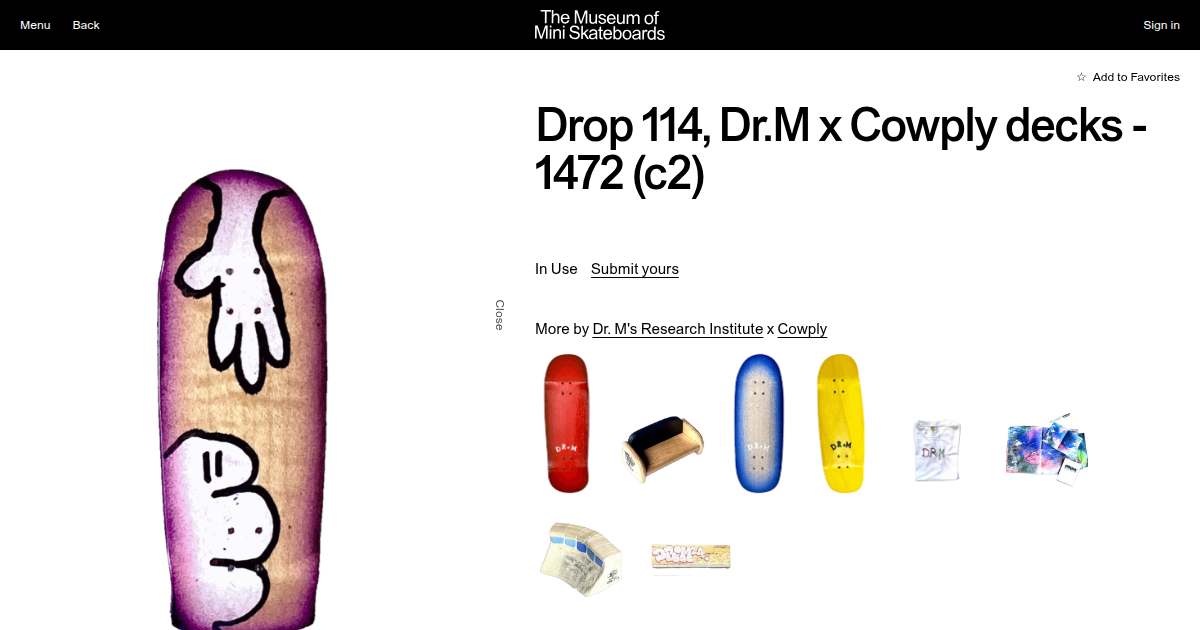 Menu Back
The Museum of
Mini Skateboards
Sign in
☆ Add to Favorites
Drop 114, Dr.M x Cowply decks -
1472 (c2)
In Use Submit yours
Close
More by Dr. M's Research Institute x Cowply
DR.M
DR.M
DR.M
DR.M